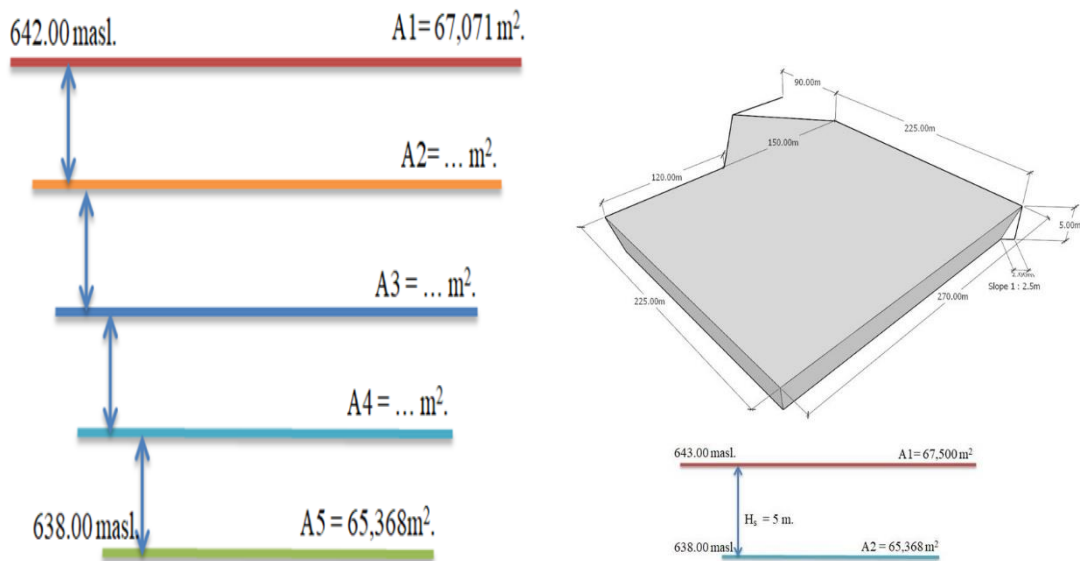 642.00 masl.
A1= 67,071 m².
A2= ... m².
A3 = ... m².
A4= ... m².
638.00 masl.
A5 = 65,368m².
90.00m
225.00m
150.00m
120.00m
5.00m
Slope 1 : 2.5m
270.00m
225.00m
643.00 masl.
A1= 67,500 m²
Hs = 5 m.
638.00 masl.
A2= 65,368 m²